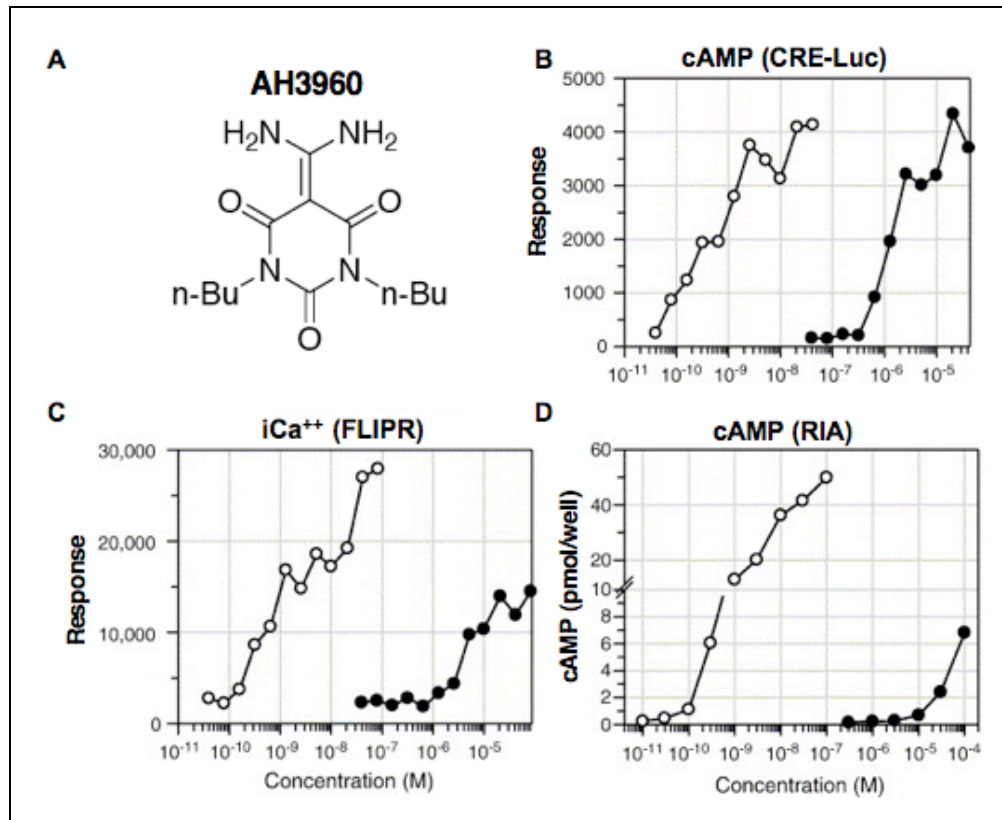 A
AH3960
H₂N NH₂
O O
N N
n-Bu n-Bu
O
B
cAMP (CRE-Luc)
Response
5000
4000
3000
2000
1000
0
10⁻¹¹ 10⁻¹⁰ 10⁻⁹ 10⁻⁸ 10⁻⁷ 10⁻⁶ 10⁻⁵
C
iCa⁺⁺ (FLIPR)
Response
30,000
20,000
10,000
0
10⁻¹¹ 10⁻¹⁰ 10⁻⁹ 10⁻⁸ 10⁻⁷ 10⁻⁶ 10⁻⁵
Concentration (M)
D
cAMP (RIA)
cAMP (pmol/well)
60
40
20
10
8
6
4
2
0
10⁻¹¹ 10⁻¹⁰ 10⁻⁹ 10⁻⁸ 10⁻⁷ 10⁻⁶ 10⁻⁵ 10⁻⁴
Concentration (M)